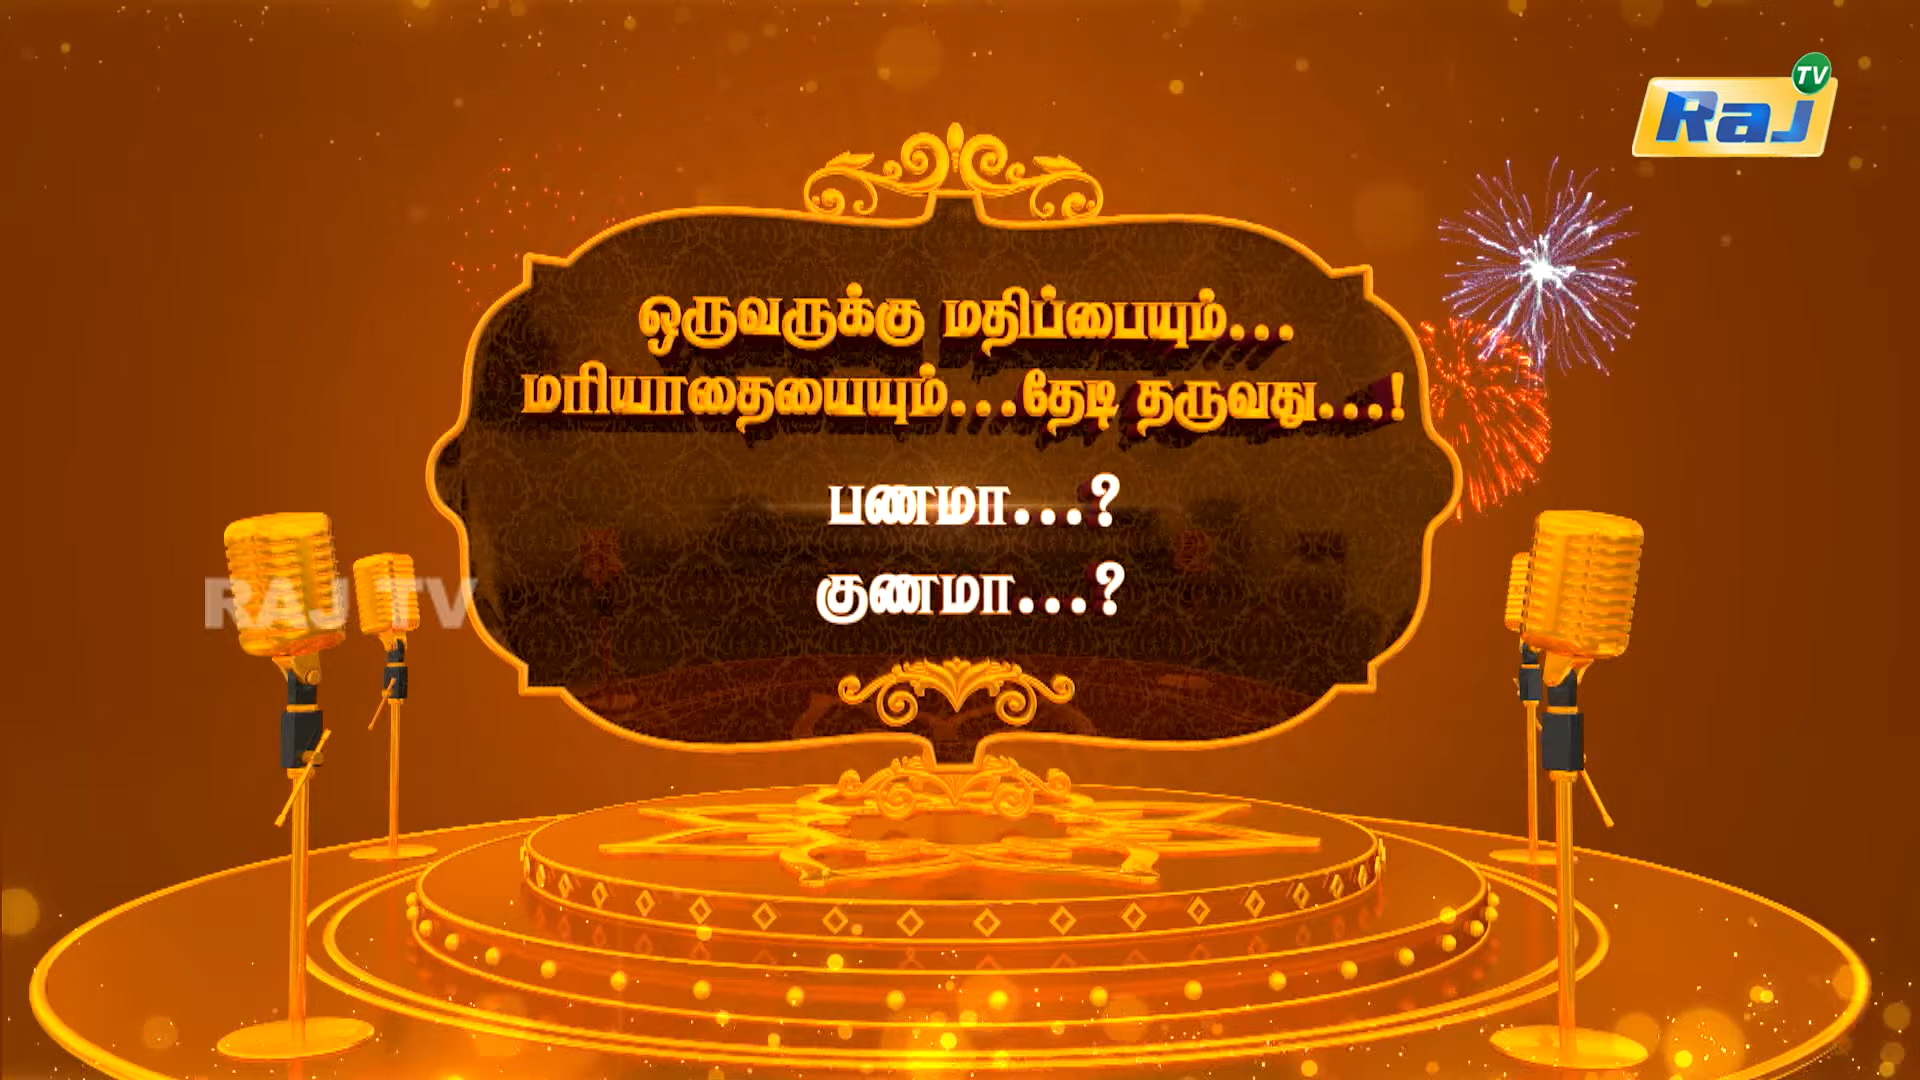 Raj TV
ஒருவருக்கு மதிப்பையும்...
மரியாதையையும்...தேடி தருவது...!
பணமா...?
குணமா...?
RAJ TV